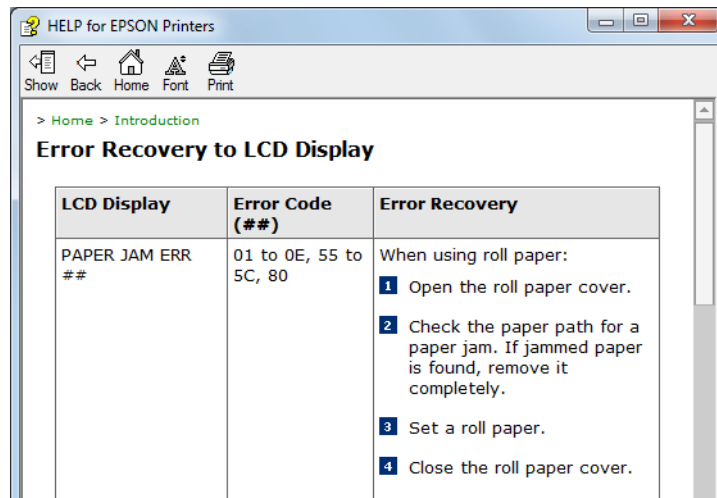 HELP for EPSON Printers
Show Back Home Font Print
> Home > Introduction
Error Recovery to LCD Display
LCD Display
Error Code
(##)
Error Recovery
PAPER JAM ERR
##
01 to 0E, 55 to
5C, 80
When using roll paper:
1 Open the roll paper cover.
2 Check the paper path for a
paper jam. If jammed paper
is found, remove it
completely.
3 Set a roll paper.
4 Close the roll paper cover.